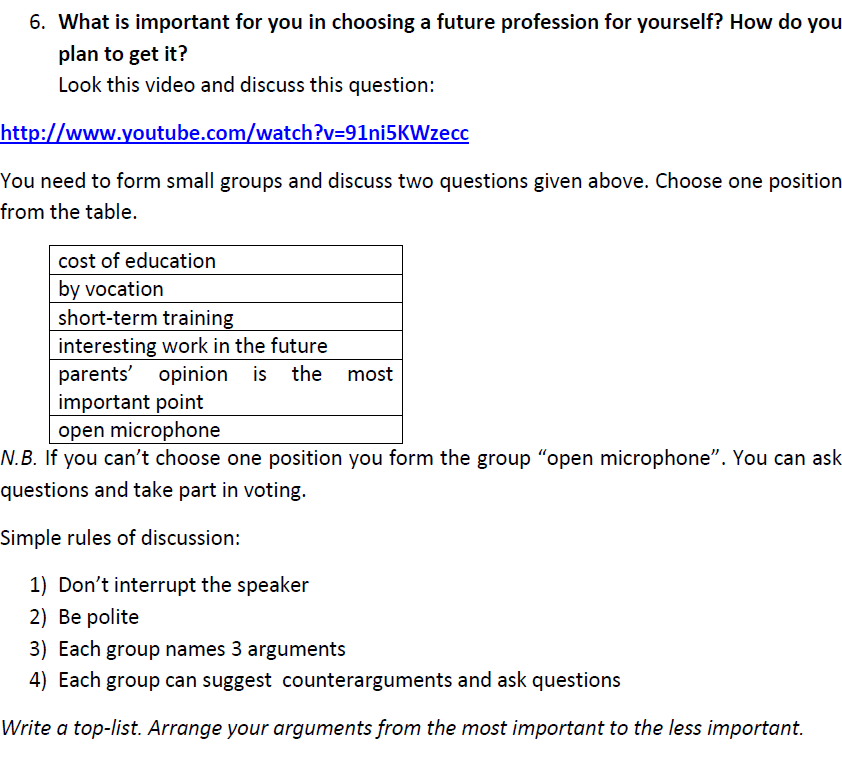 6. What is important for you in choosing a future profession for yourself? How do you
plan to get it?
Look this video and discuss this question:
http://www.youtube.com/watch?v=91ni5KWzecc
You need to form small groups and discuss two questions given above. Choose one position
from the table.
cost of education
by vocation
short-term training
interesting work in the future
parents’ opinion is the most
important point
open microphone
N.B. If you can’t choose one position you form the group “open microphone”. You can ask
questions and take part in voting.
Simple rules of discussion:
1) Don’t interrupt the speaker
2) Be polite
3) Each group names 3 arguments
4) Each group can suggest counterarguments and ask questions
Write a top-list. Arrange your arguments from the most important to the less important.